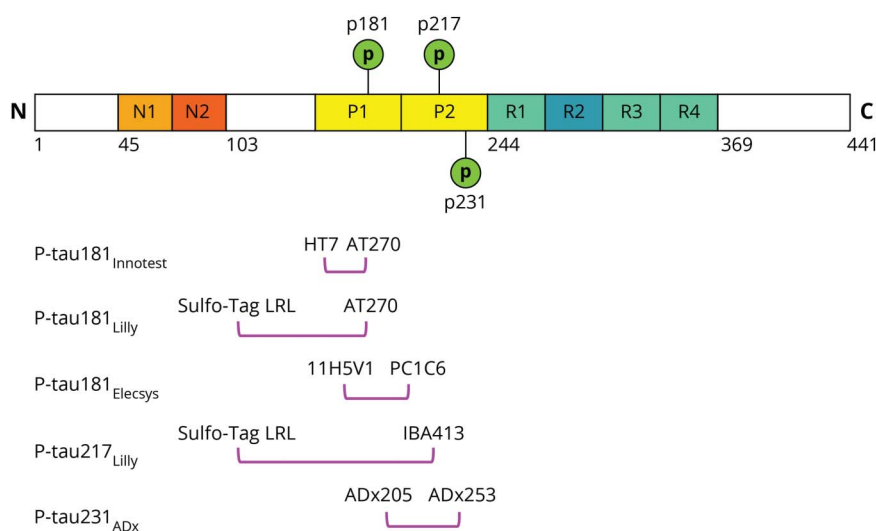 p181 p217
p p
N N1 N2 P1 P2 R1 R2 R3 R4 C
1 45 103 244 369 441
p
p231
HT7 AT270
P-tau181Innotest
Sulfo-Tag LRL AT270
P-tau181Lilly
11H5V1 PC1C6
P-tau181Elecsys
Sulfo-Tag LRL IBA413
P-tau217Lilly
ADx205 ADx253
P-tau231ADx